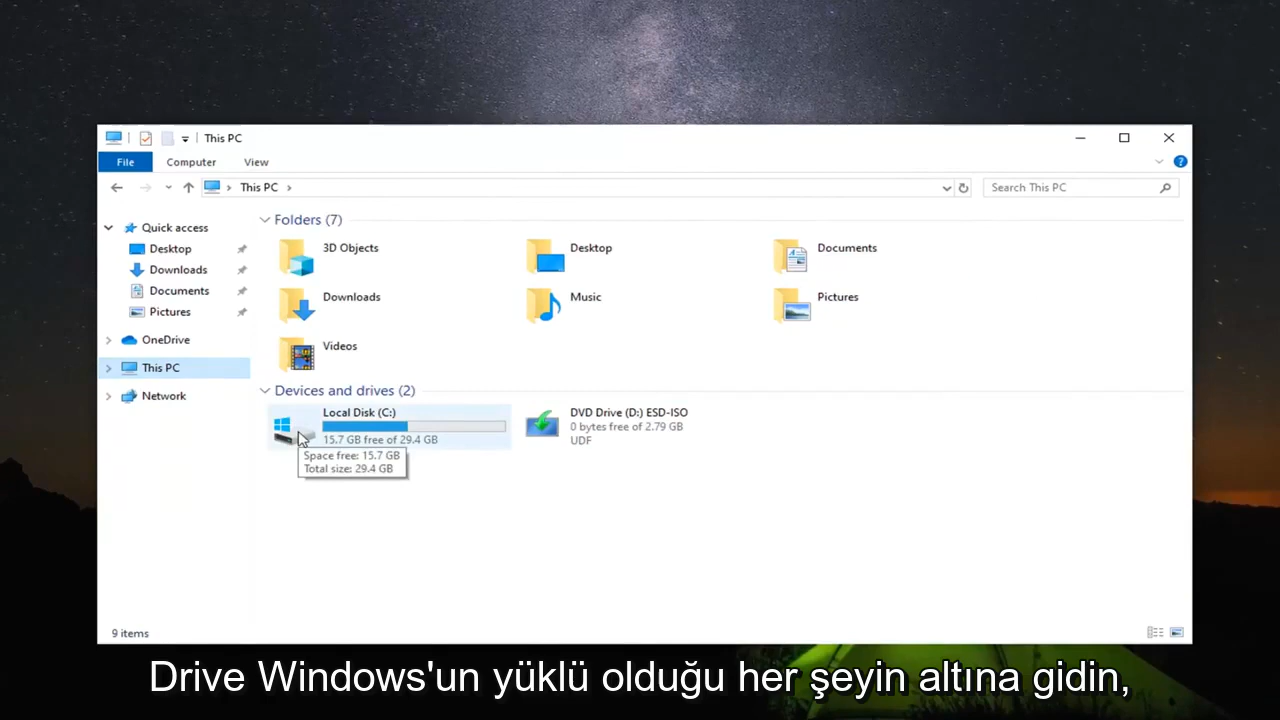 This PC
File
Computer
View
This PC
Search This PC
Quick access
Desktop
Downloads
Documents
Pictures
OneDrive
This PC
Network
Folders (7)
3D Objects
Desktop
Documents
Downloads
Music
Pictures
Videos
Devices and drives (2)
Local Disk (C:)
15.7 GB free of 29.4 GB
Space free: 15.7 GB
Total size: 29.4 GB
DVD Drive (D:) ESD-ISO
0 bytes free of 2.79 GB
UDF
9 items
Drive Windows'un yüklü olduğu her şeyin altına gidin,